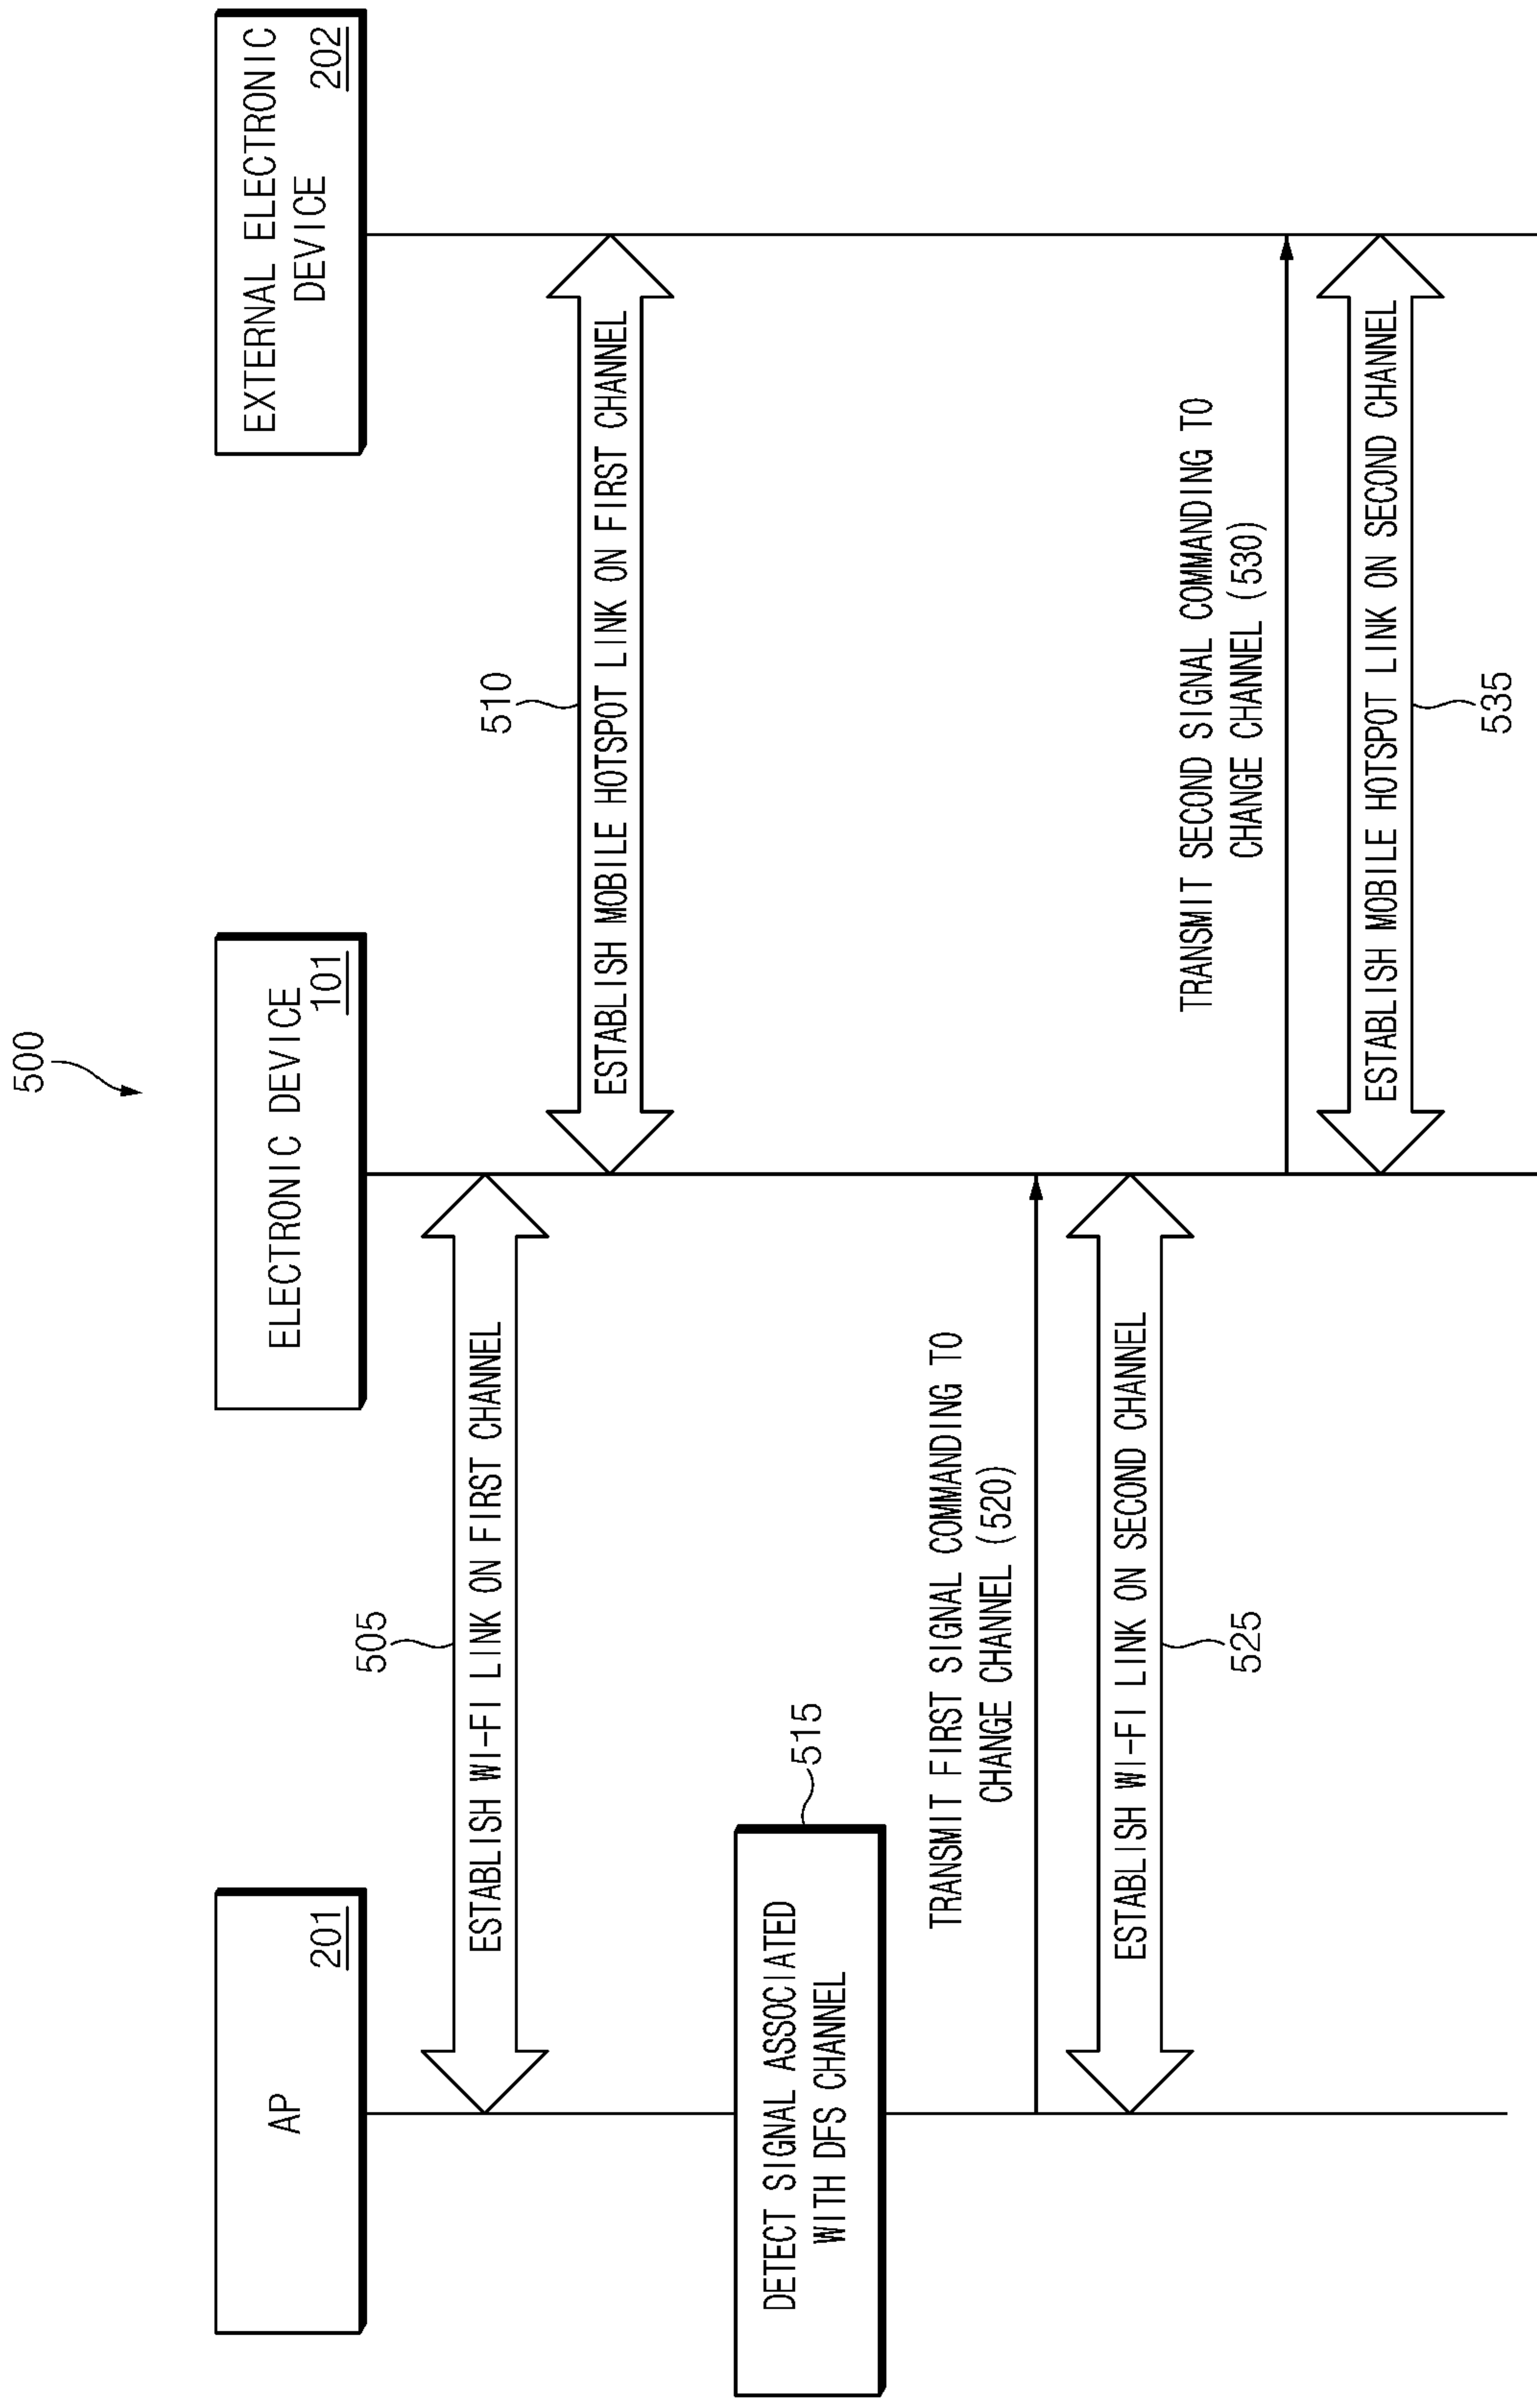 500
AP
201
ELECTRONIC DEVICE
101
EXTERNAL ELECTRONIC
DEVICE
202
505
ESTABLISH WI-FI LINK ON FIRST CHANNEL
510
ESTABLISH MOBILE HOTSPOT LINK ON FIRST CHANNEL
515
DETECT SIGNAL ASSOCIATED
WITH DFS CHANNEL
TRANSMIT FIRST SIGNAL COMMANDING TO
CHANGE CHANNEL (520)
ESTABLISH WI-FI LINK ON SECOND CHANNEL
525
TRANSMIT SECOND SIGNAL COMMANDING TO
CHANGE CHANNEL (530)
ESTABLISH MOBILE HOTSPOT LINK ON SECOND CHANNEL
535